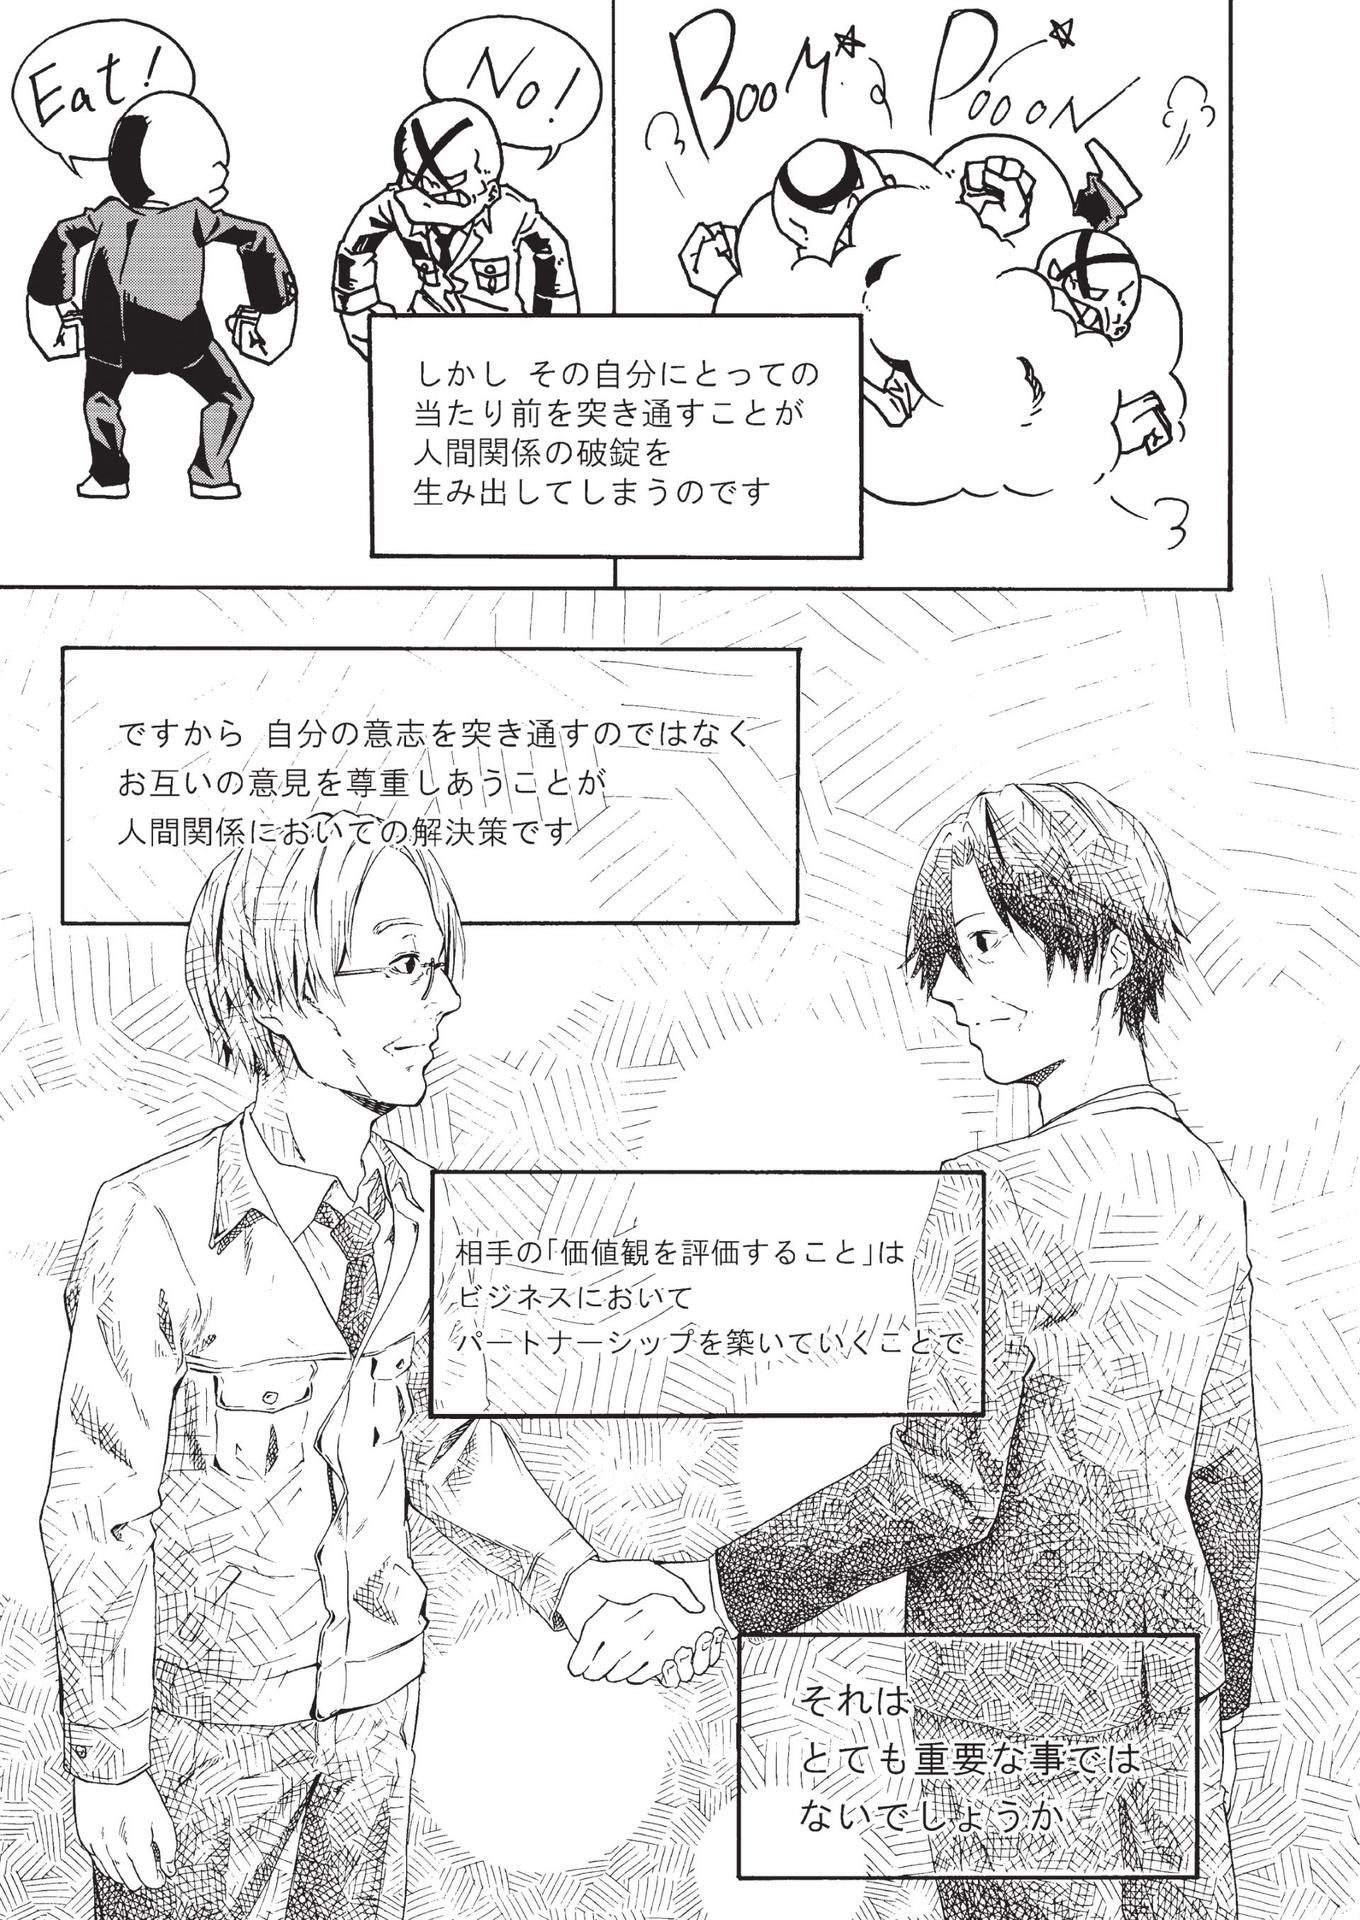 Eat!
No!
BOOM
POOON
しかし その自分にとっての
当たり前を突き通すことが
人間関係の破錠を
生み出してしまうのです
ですから 自分の意志を突き通すのではなく
お互いの意見を尊重しあうことが
人間関係においての解決策です
相手の｢価値観を評価すること｣は
ビジネスにおいて
パートナーシップを築いていくことで
それは
とても重要な事では
ないでしょうか